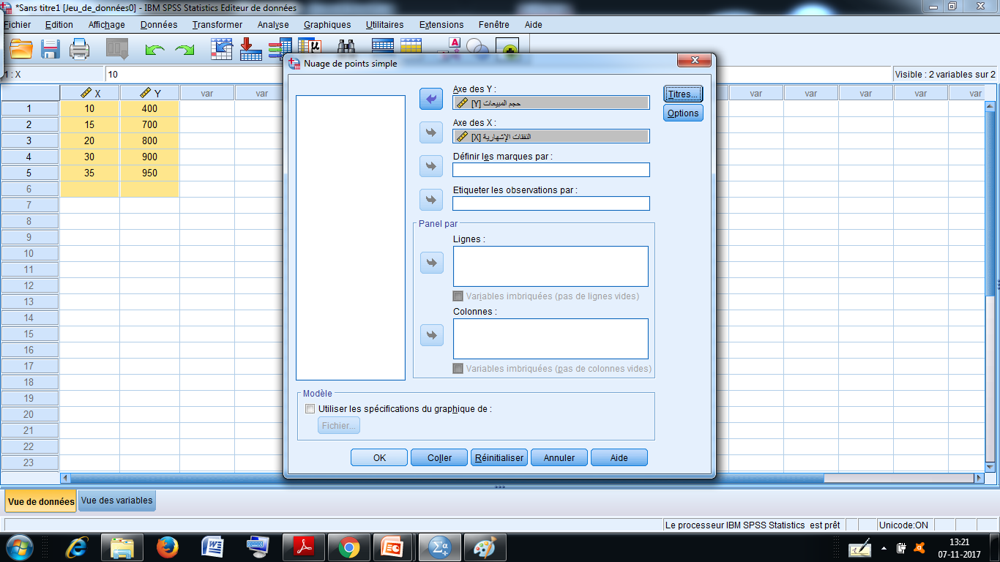 *Sans titre1 [Jeu_de_données0] - IBM SPSS Statistics Editeur de données
Fichier Edition Affichage Données Transformer Analyse Graphiques Utilitaires Extensions Fenêtre Aide
1 : X 10 Visible : 2 variables sur 2
X Y var var var var var var var
1 10 400
2 15 700
3 20 800
4 30 900
5 35 950
6
7
8
9
10
11
12
13
14
15
16
17
18
19
20
21
22
23
Nuage de points simple
Axe des Y :
حجم المبيعات [Y]
Axe des X :
النفقات الإشهارية [X]
Définir les marques par :
Etiqueter les observations par :
Titres...
Options
Panel par
Lignes :
Variables imbriquées (pas de lignes vides)
Colonnes :
Variables imbriquées (pas de colonnes vides)
Modèle
Utiliser les spécifications du graphique de :
Fichier...
OK Coller Réinitialiser Annuler Aide
Vue de données Vue des variables
Le processeur IBM SPSS Statistics est prêt Unicode:ON
13:21
07-11-2017